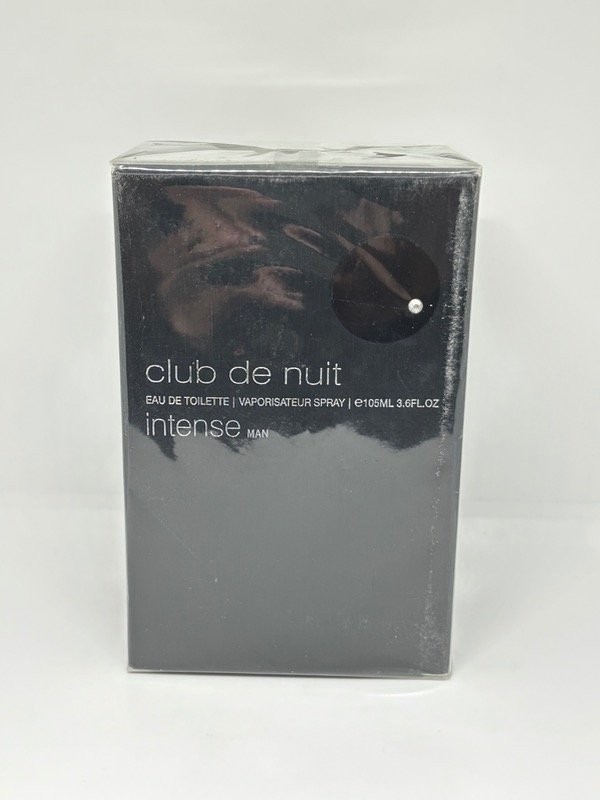 club de nuit
EAU DE TOILETTE | VAPORISATEUR SPRAY | ℮105ML 3.6FL.OZ
intense MAN